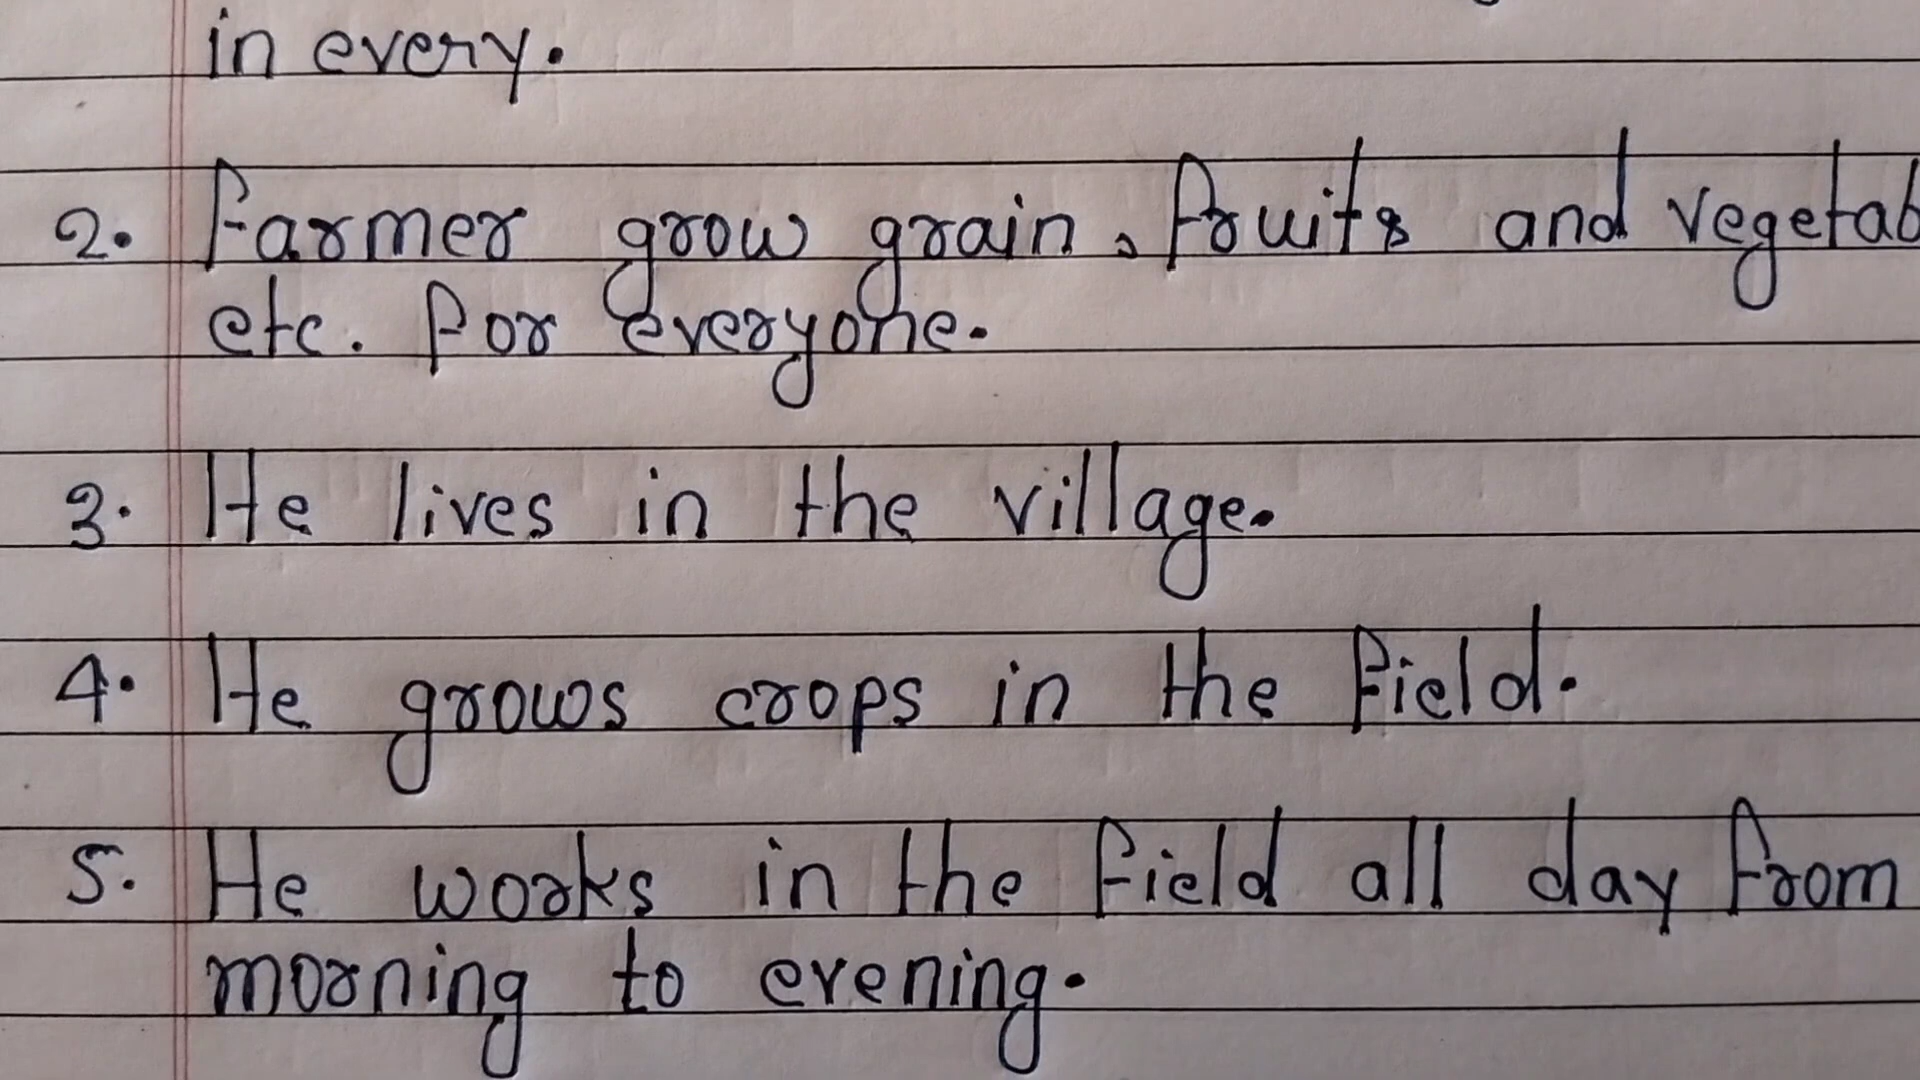 in every.
2. Farmer grow grain, fruits and vegetab
etc. for everyone.
3. He lives in the village.
4. He grows crops in the field.
5. He works in the field all day from
morning to evening.